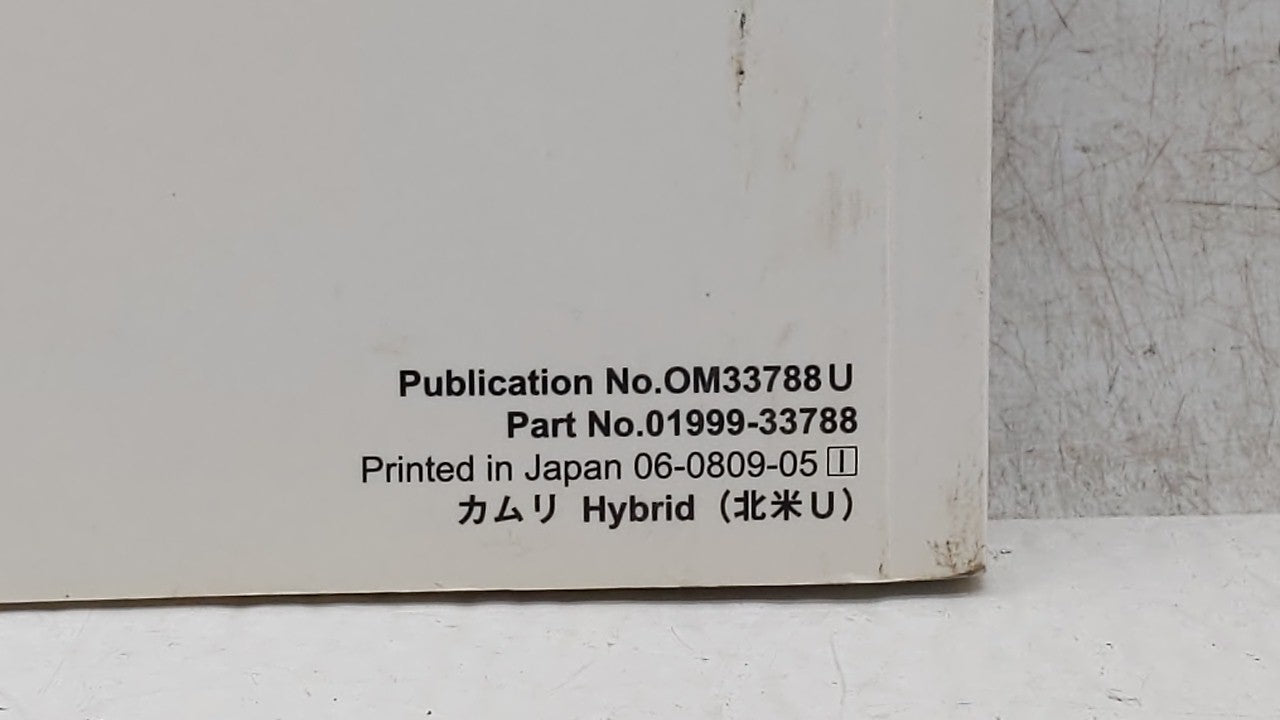 Publication No.OM33788U
Part No.01999-33788
Printed in Japan 06-0809-05 I
カムリ Hybrid（北米U）